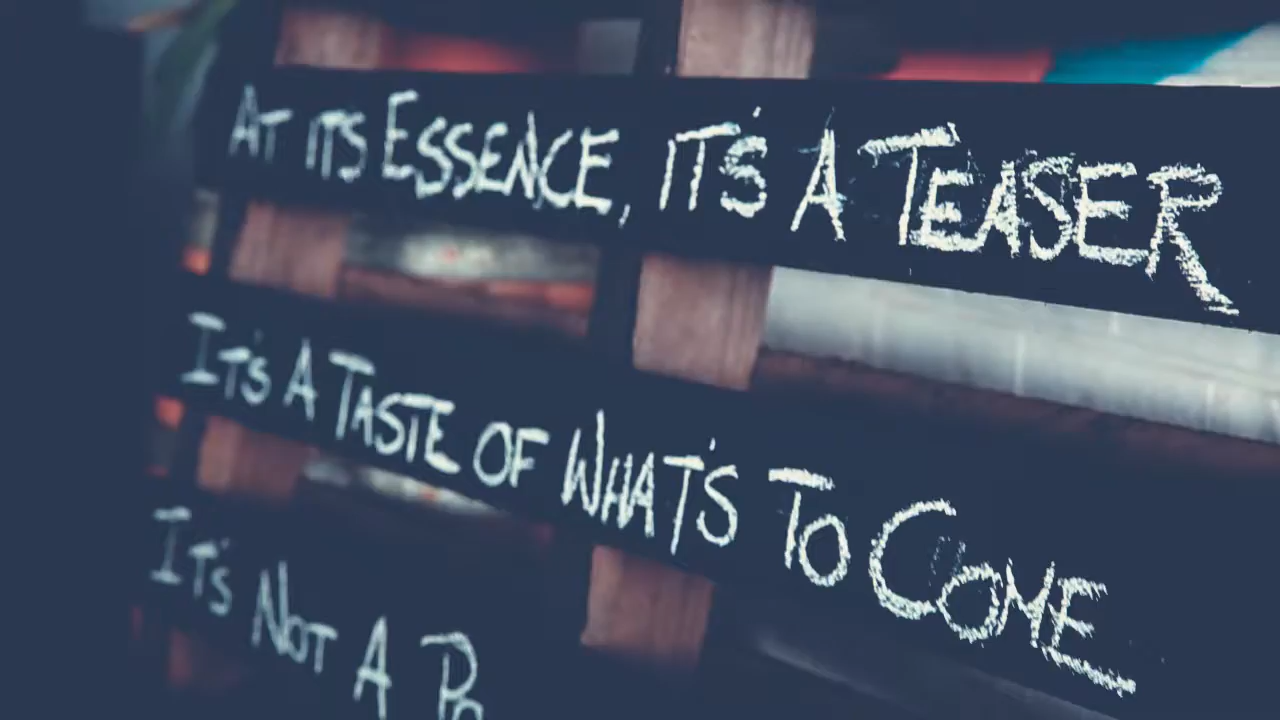 AT ITS ESSENCE, IT'S A TEASER
IT'S A TASTE OF WHAT'S TO COME
IT'S NOT A